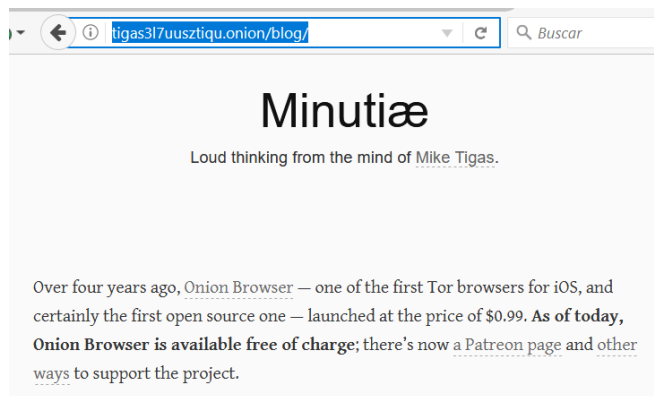 tigas3l7uusztiqu.onion/blog/
Buscar
Minutiæ
Loud thinking from the mind of Mike Tigas.
Over four years ago, Onion Browser — one of the first Tor browsers for iOS, and
certainly the first open source one — launched at the price of $0.99. As of today,
Onion Browser is available free of charge; there’s now a Patreon page and other
ways to support the project.